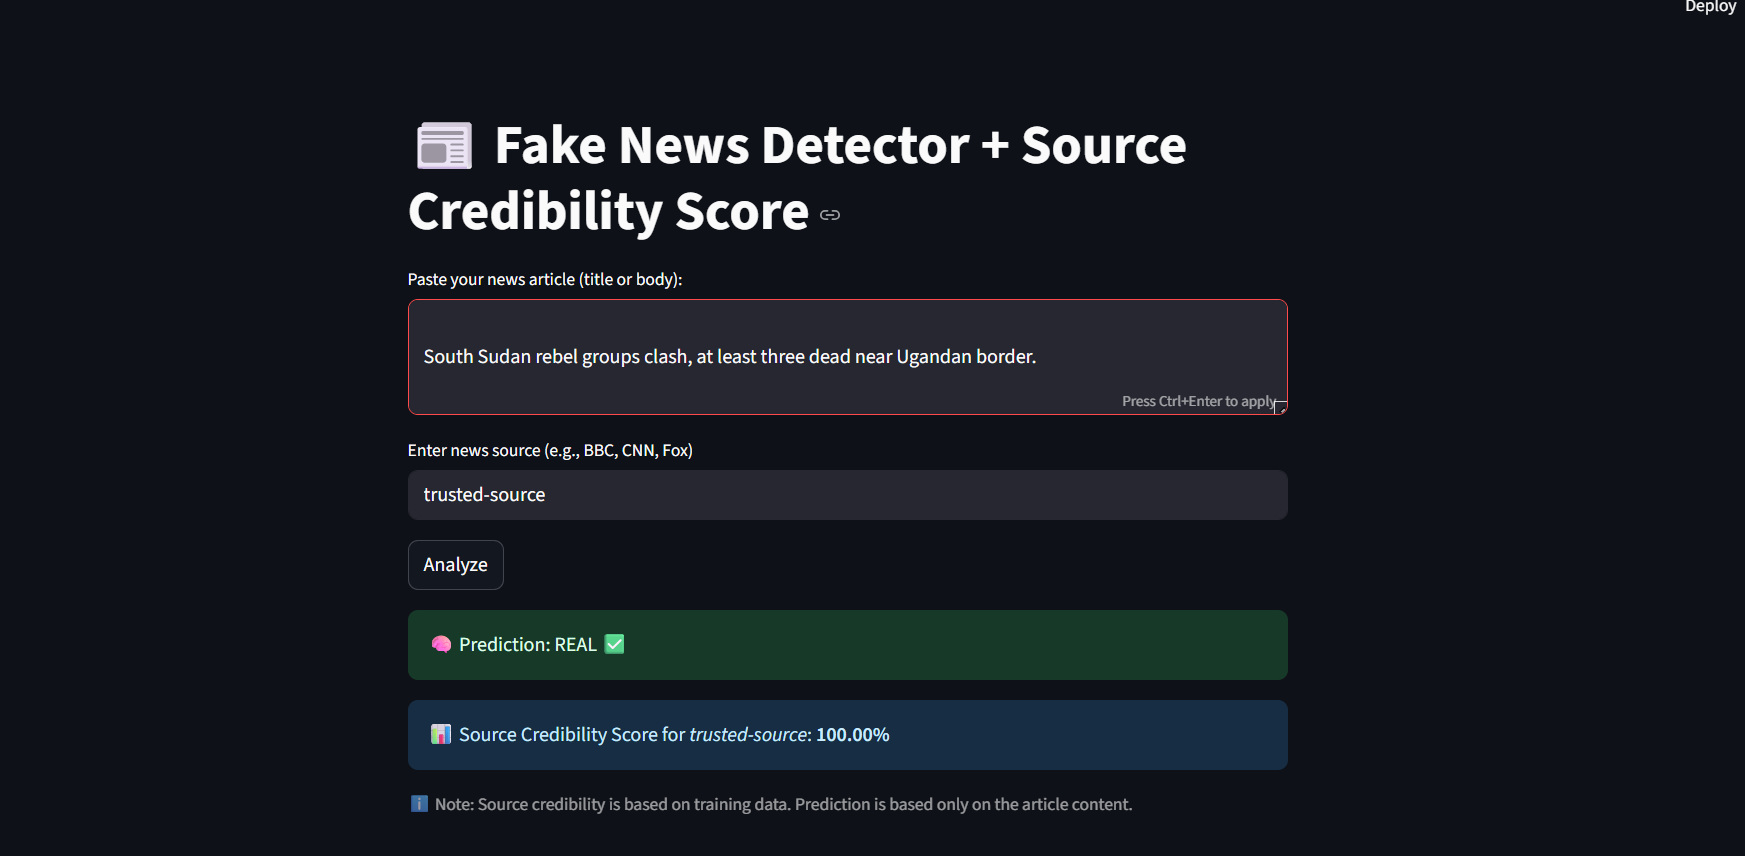 Deploy
📰 Fake News Detector + Source
Credibility Score
Paste your news article (title or body):
South Sudan rebel groups clash, at least three dead near Ugandan border.
Press Ctrl+Enter to apply
Enter news source (e.g., BBC, CNN, Fox)
trusted-source
Analyze
🧠 Prediction: REAL ✅
📊 Source Credibility Score for trusted-source: 100.00%
ℹ️ Note: Source credibility is based on training data. Prediction is based only on the article content.